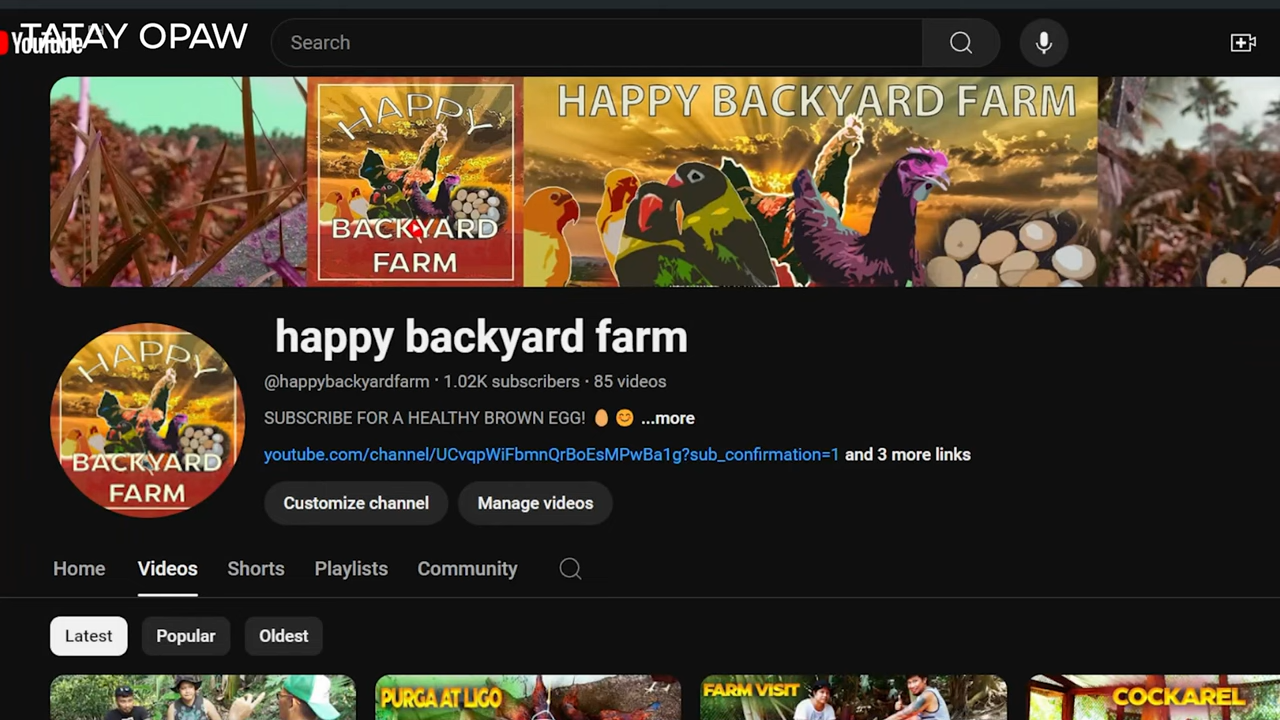 TATAY OPAW
YouTube
Search
HAPPY
BACKYARD
FARM
HAPPY BACKYARD FARM
HAPPY
BACKYARD
FARM
happy backyard farm
@happybackyardfarm · 1.02K subscribers · 85 videos
SUBSCRIBE FOR A HEALTHY BROWN EGG! 🥚 😊 ...more
youtube.com/channel/UCvqpWiFbmnQrBoEsMPwBa1g?sub_confirmation=1 and 3 more links
Customize channel
Manage videos
Home
Videos
Shorts
Playlists
Community
Latest
Popular
Oldest
PURGA AT LIGO
FARM VISIT
COCKAREL